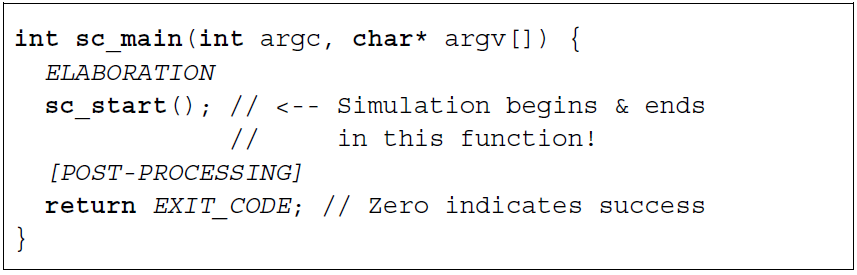 int sc_main(int argc, char* argv[]) {
ELABORATION
sc_start(); // <-- Simulation begins & ends
// in this function!
[POST-PROCESSING]
return EXIT_CODE; // Zero indicates success
}